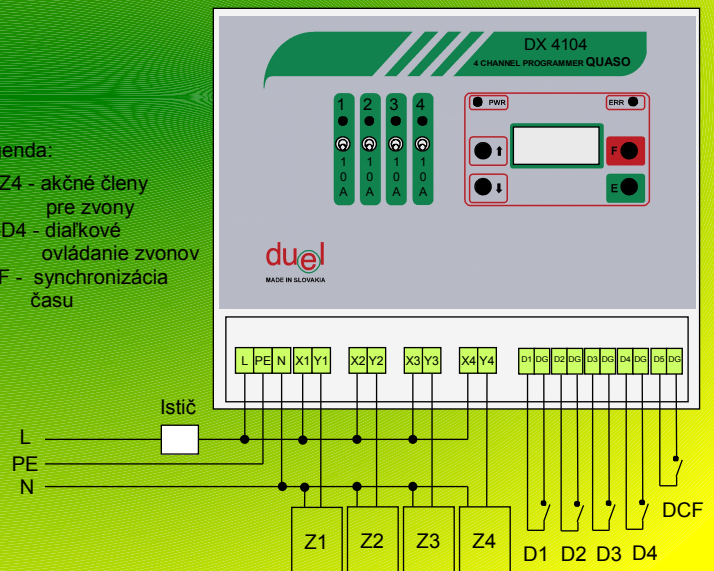 DX 4104
4 CHANNEL PROGRAMMER QUASO
1 2 3 4
PWR
ERR
1 1 1 1
0 0 0 0
A A A A
F
E
duel
MADE IN SLOVAKIA
enda:
Z4 - akčné členy
pre zvony
D4 - diaľkové
ovládanie zvonov
F - synchronizácia
času
L PE N X1 Y1 X2 Y2 X3 Y3 X4 Y4 D1 DG D2 DG D3 DG D4 DG D5 DG
Istič
L
PE
N
Z1 Z2 Z3 Z4
D1 D2 D3 D4
DCF